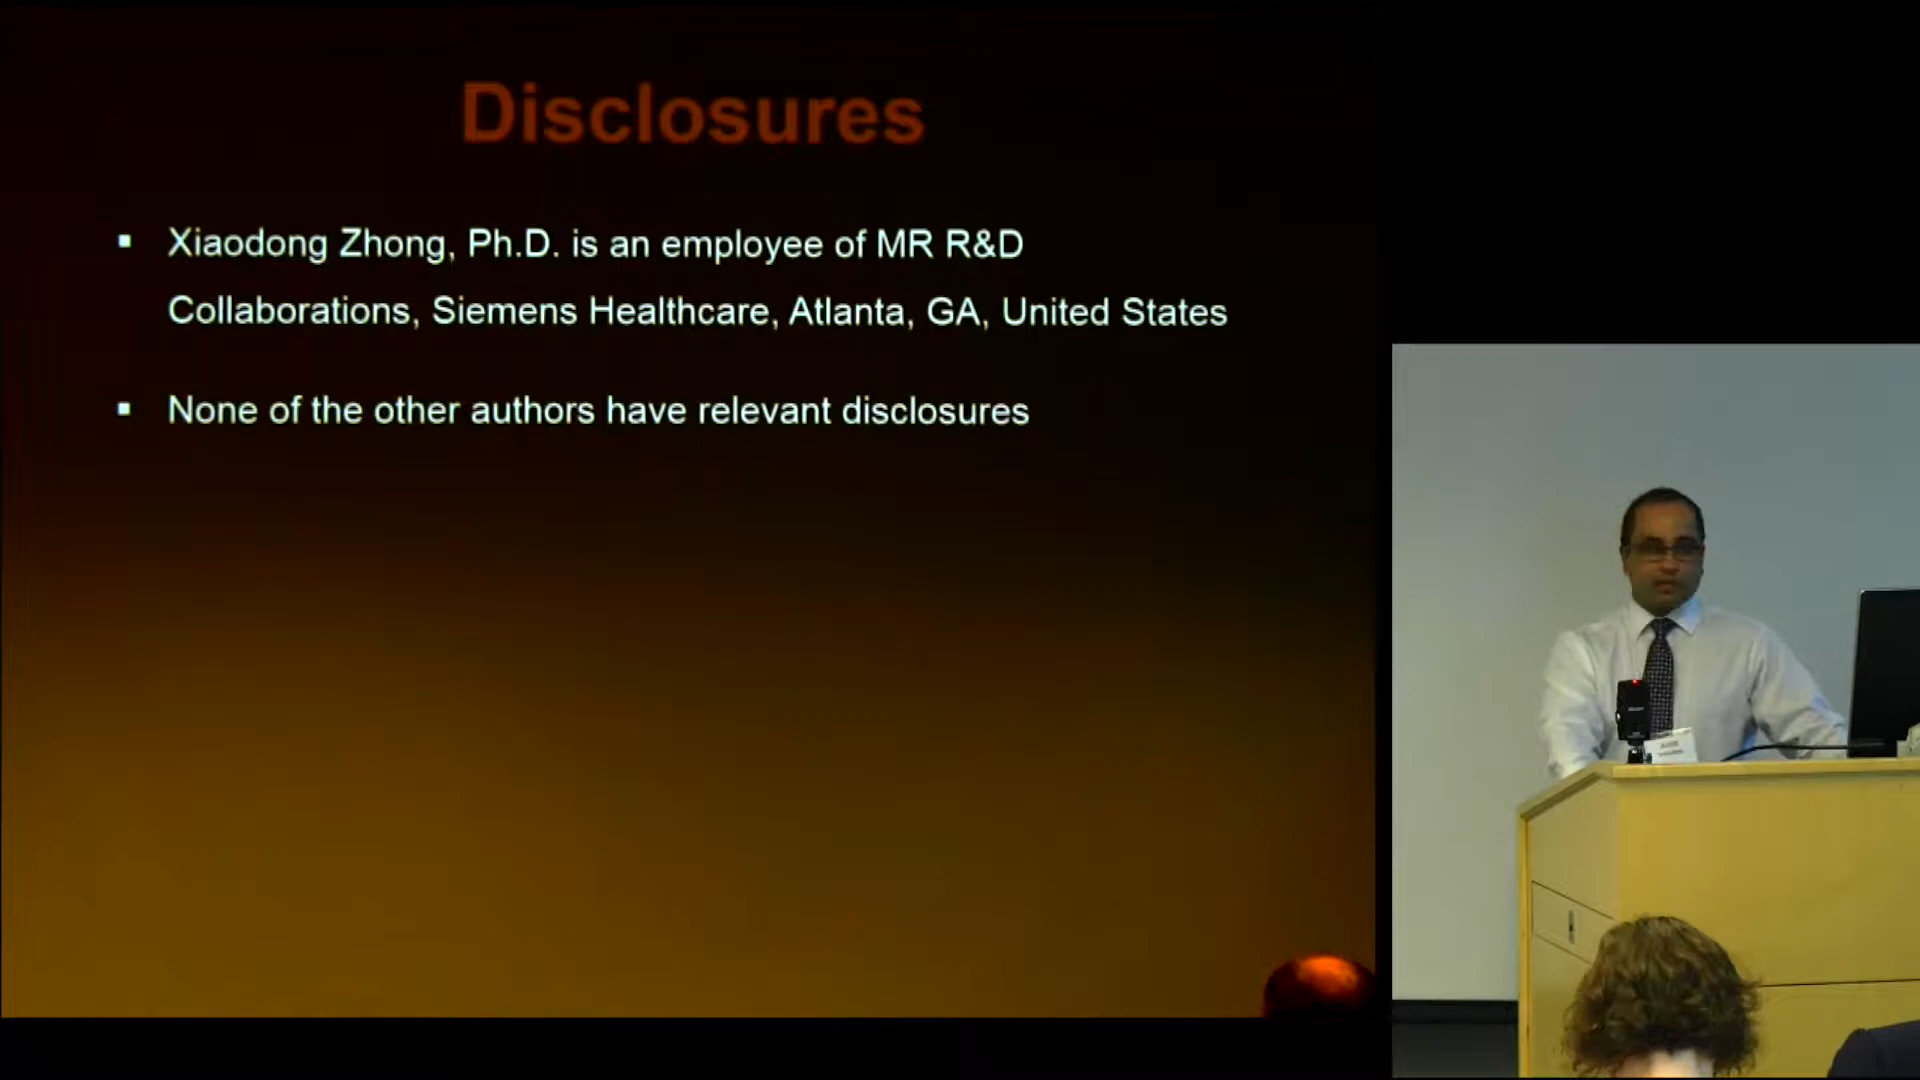 Disclosures
▪ Xiaodong Zhong, Ph.D. is an employee of MR R&D
Collaborations, Siemens Healthcare, Atlanta, GA, United States
▪ None of the other authors have relevant disclosures